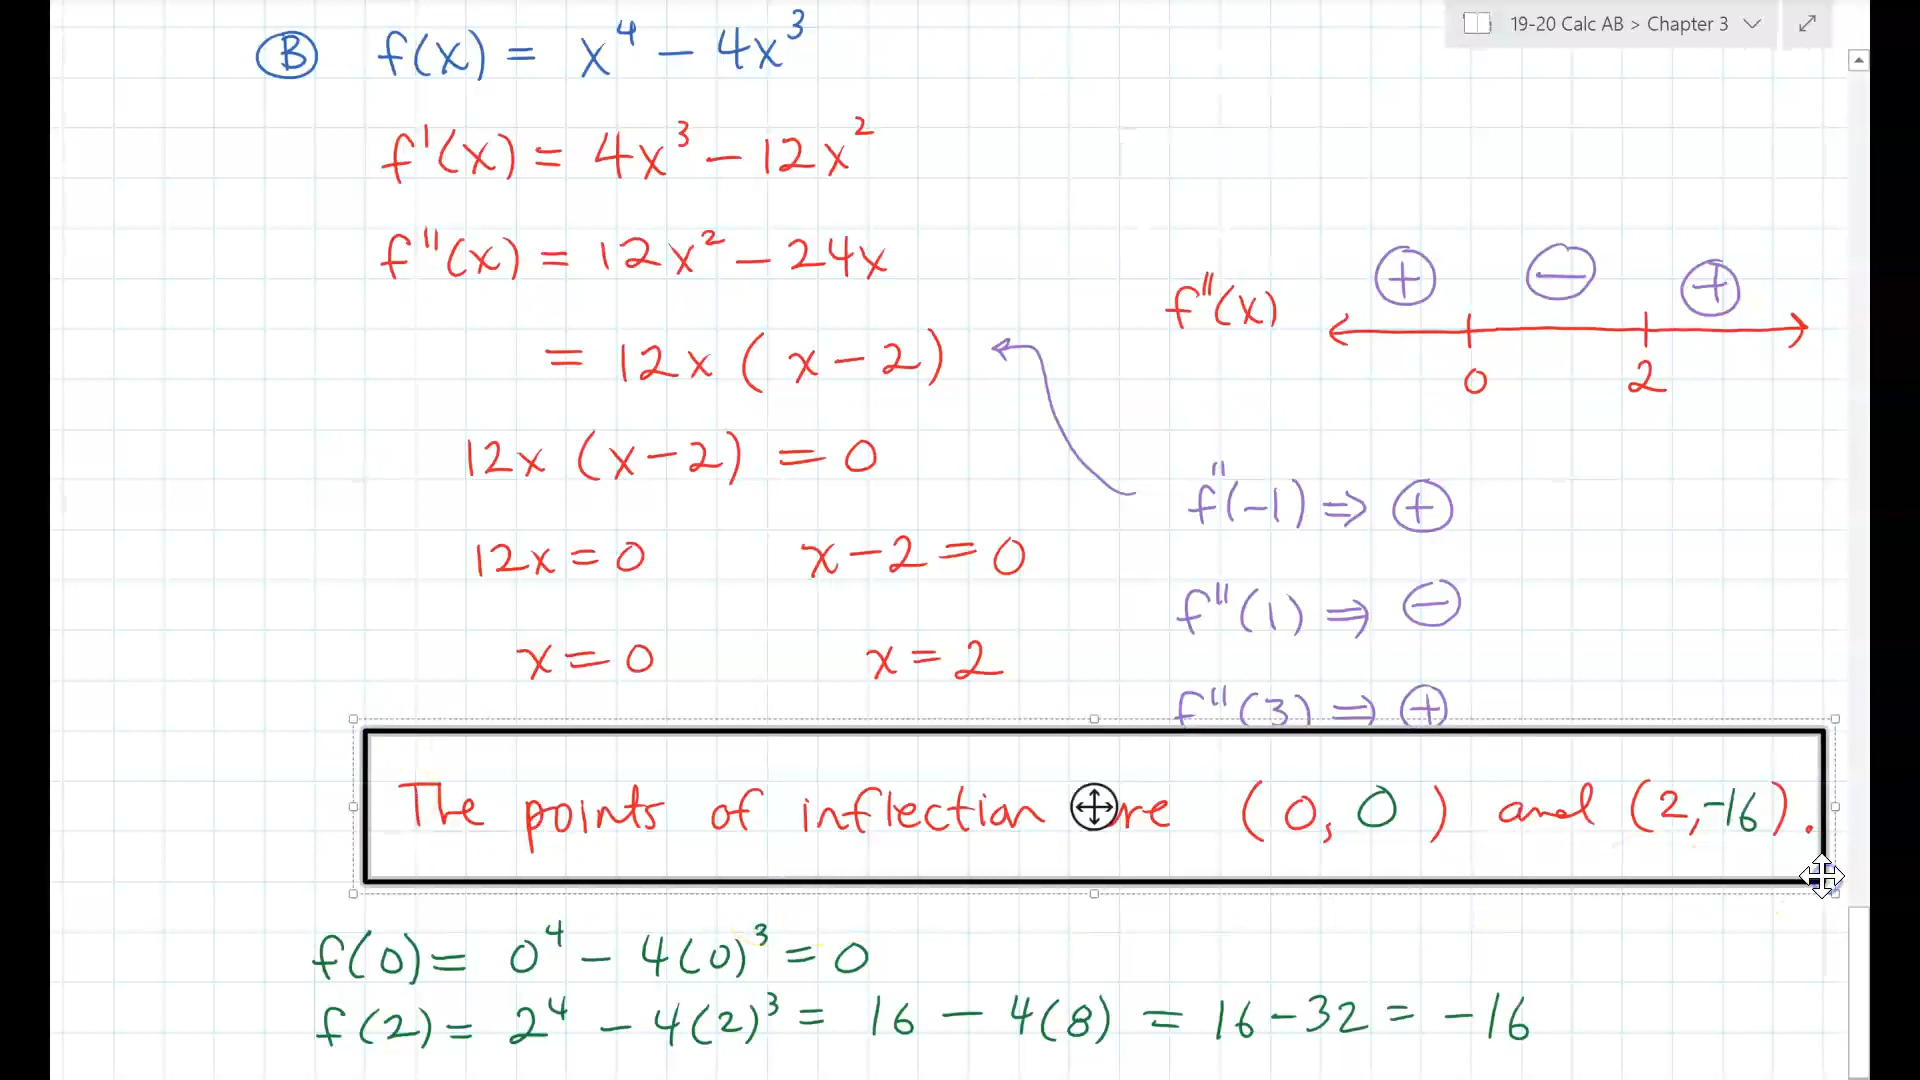 19-20 Calc AB > Chapter 3
B f(x) = x⁴ - 4x³
f'(x) = 4x³ - 12x²
f''(x) = 12x² - 24x
= 12x (x - 2)
12x (x - 2) = 0
12x = 0 x - 2 = 0
x = 0 x = 2
f''(x) + - +
0 2
f''(-1) ⇒ +
f''(1) ⇒ -
f''(3) ⇒ +
The points of inflection are (0, 0) and (2, -16).
f(0) = 0⁴ - 4(0)³ = 0
f(2) = 2⁴ - 4(2)³ = 16 - 4(8) = 16 - 32 = -16